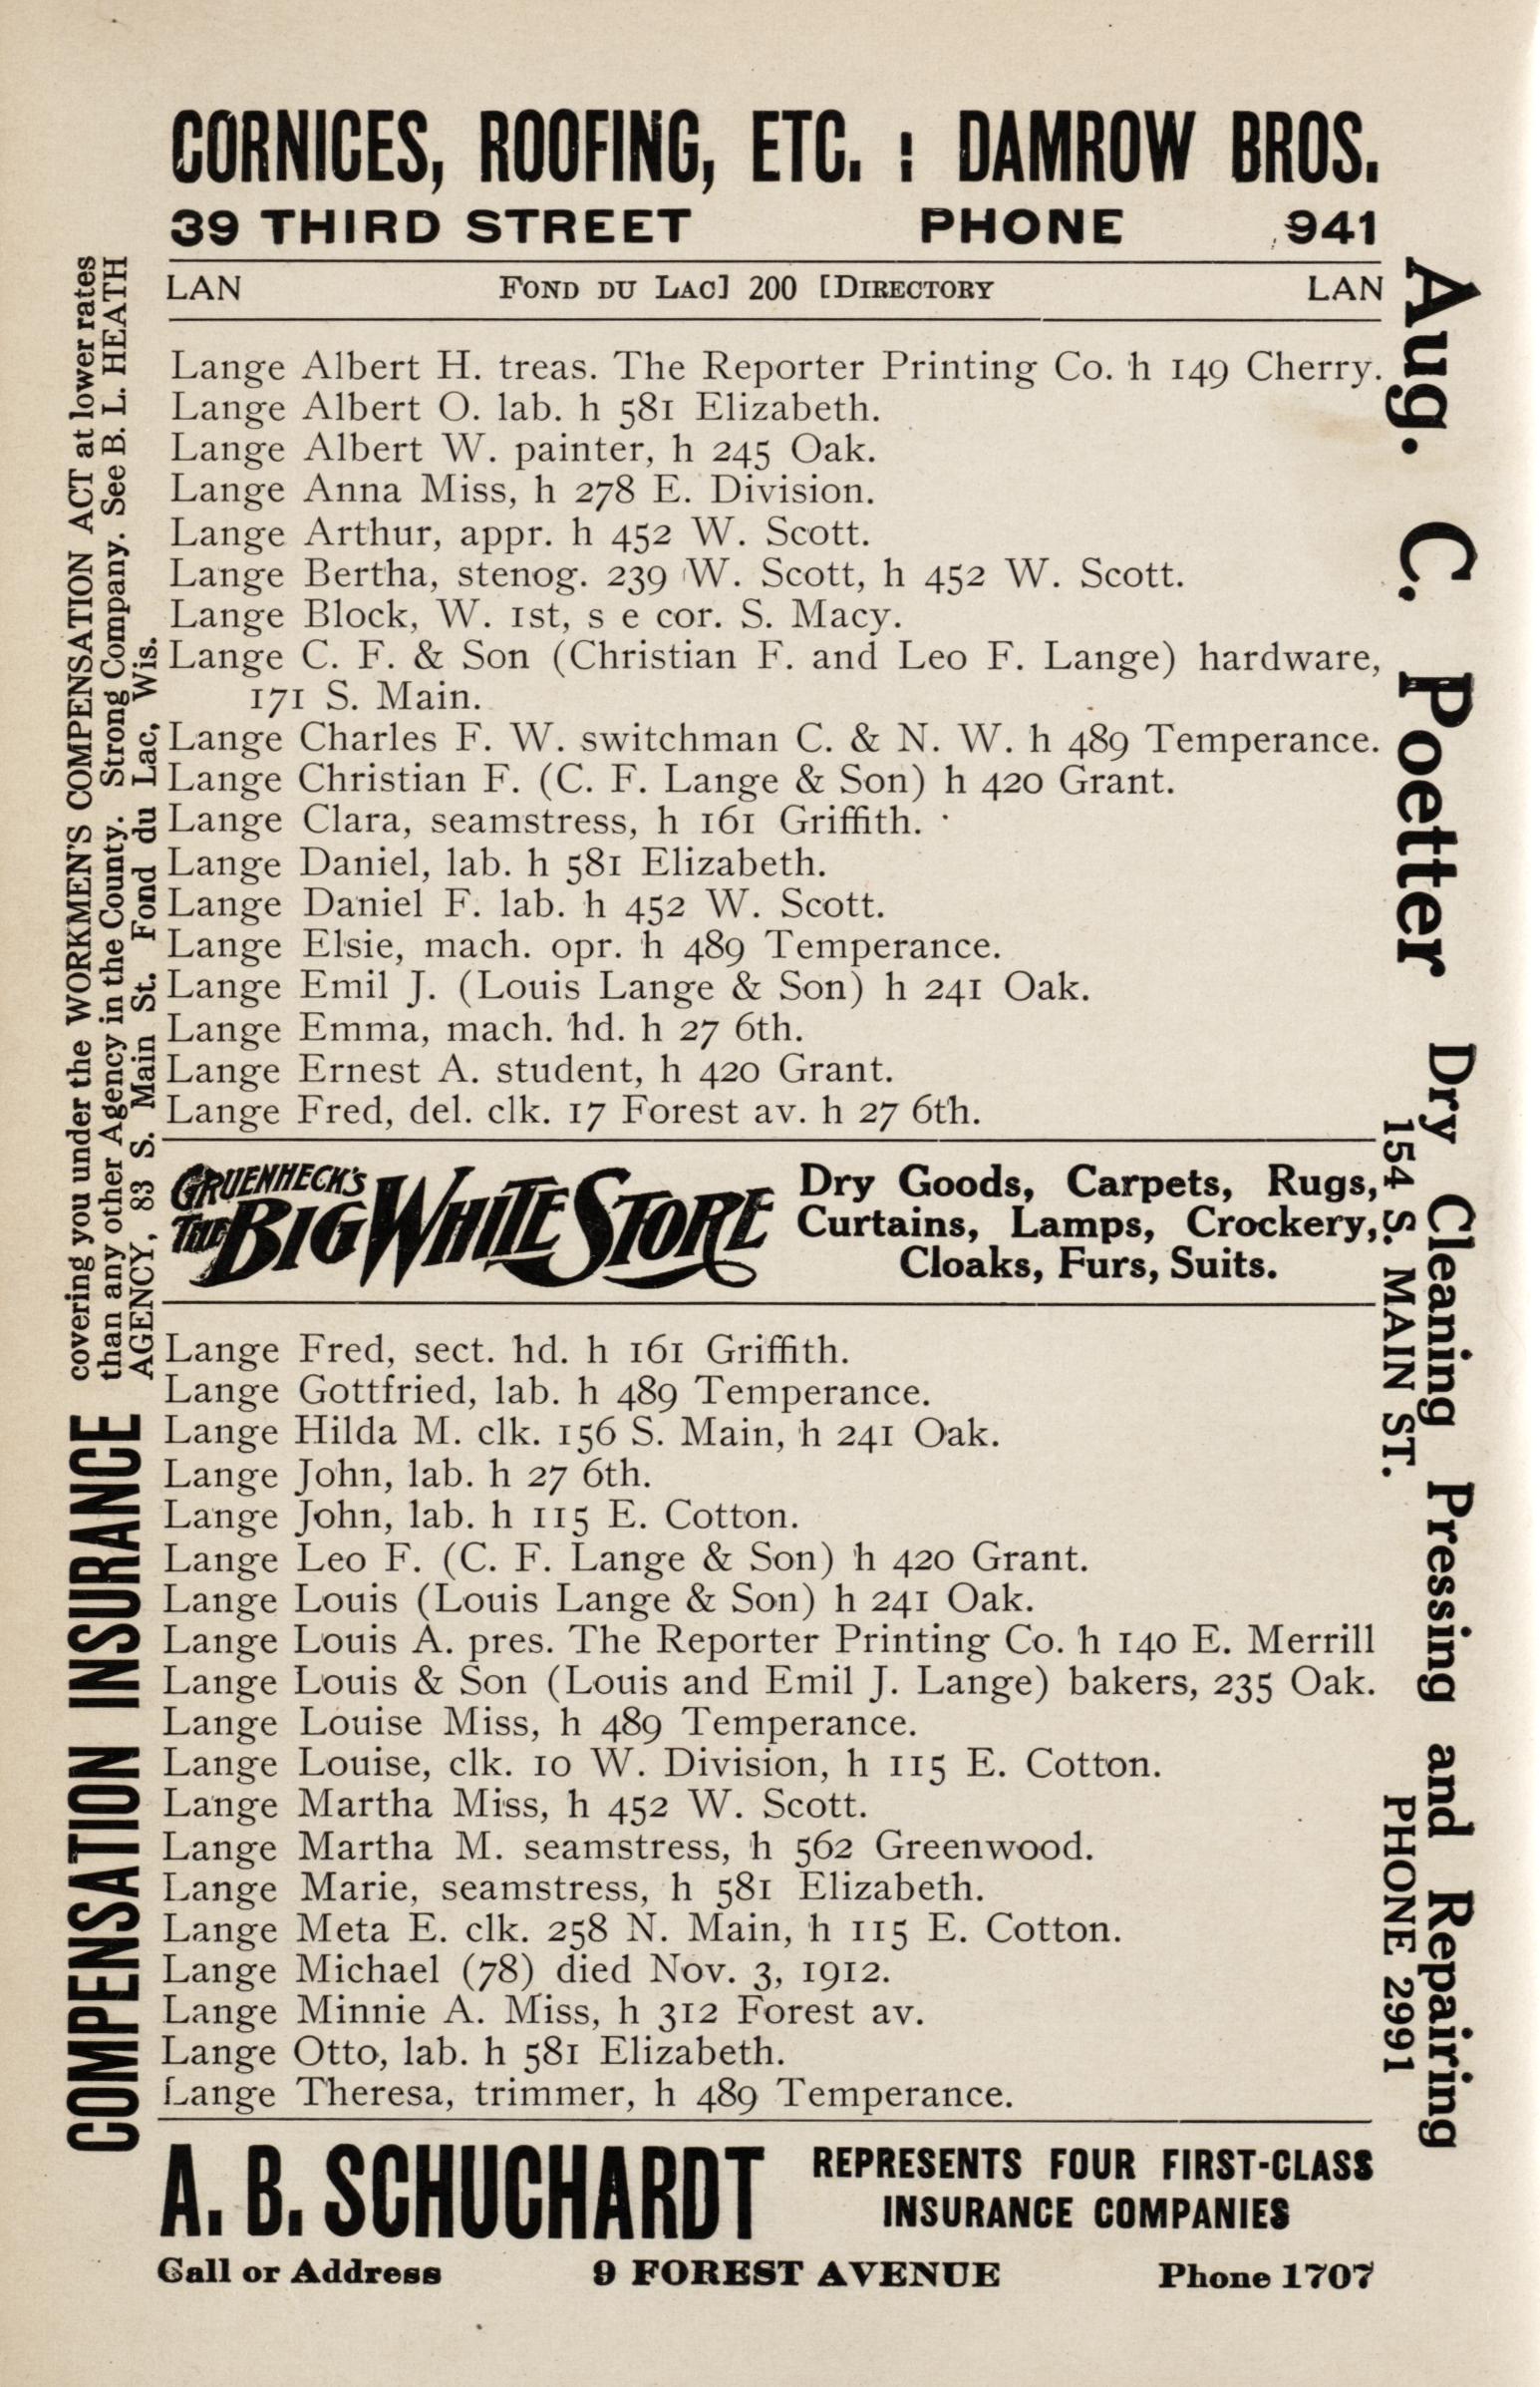 CORNICES, ROOFING, ETC. : DAMROW BROS.
39 THIRD STREET PHONE 941
LAN FOND DU LAC] 200 [DIRECTORY LAN
Lange Albert H. treas. The Reporter Printing Co. h 149 Cherry.
Lange Albert O. lab. h 581 Elizabeth.
Lange Albert W. painter, h 245 Oak.
Lange Anna Miss, h 278 E. Division.
Lange Arthur, appr. h 452 W. Scott.
Lange Bertha, stenog. 239 W. Scott, h 452 W. Scott.
Lange Block, W. 1st, s e cor. S. Macy.
Lange C. F. & Son (Christian F. and Leo F. Lange) hardware,
171 S. Main.
Lange Charles F. W. switchman C. & N. W. h 489 Temperance.
Lange Christian F. (C. F. Lange & Son) h 420 Grant.
Lange Clara, seamstress, h 161 Griffith.
Lange Daniel, lab. h 581 Elizabeth.
Lange Daniel F. lab. h 452 W. Scott.
Lange Elsie, mach. opr. h 489 Temperance.
Lange Emil J. (Louis Lange & Son) h 241 Oak.
Lange Emma, mach. hd. h 27 6th.
Lange Ernest A. student, h 420 Grant.
Lange Fred, del. clk. 17 Forest av. h 27 6th.
GRUENHECK'S
THE BIG WHITE STORE
Dry Goods, Carpets, Rugs,
Curtains, Lamps, Crockery,
Cloaks, Furs, Suits.
Lange Fred, sect. hd. h 161 Griffith.
Lange Gottfried, lab. h 489 Temperance.
Lange Hilda M. clk. 156 S. Main, h 241 Oak.
Lange John, lab. h 27 6th.
Lange John, lab. h 115 E. Cotton.
Lange Leo F. (C. F. Lange & Son) h 420 Grant.
Lange Louis (Louis Lange & Son) h 241 Oak.
Lange Louis A. pres. The Reporter Printing Co. h 140 E. Merrill
Lange Louis & Son (Louis and Emil J. Lange) bakers, 235 Oak.
Lange Louise Miss, h 489 Temperance.
Lange Louise, clk. 10 W. Division, h 115 E. Cotton.
Lange Martha Miss, h 452 W. Scott.
Lange Martha M. seamstress, h 562 Greenwood.
Lange Marie, seamstress, h 581 Elizabeth.
Lange Meta E. clk. 258 N. Main, h 115 E. Cotton.
Lange Michael (78) died Nov. 3, 1912.
Lange Minnie A. Miss, h 312 Forest av.
Lange Otto, lab. h 581 Elizabeth.
Lange Theresa, trimmer, h 489 Temperance.
A. B. SCHUCHARDT
REPRESENTS FOUR FIRST-CLASS
INSURANCE COMPANIES
Call or Address 9 FOREST AVENUE Phone 1707
COMPENSATION INSURANCE
covering you under the WORKMEN'S COMPENSATION ACT at lower rates
than any other Agency in the County. Strong Company. See B. L. HEATH
AGENCY, 83 S. Main St. Fond du Lac, Wis.
Aug. C. Poetter Dry Cleaning Pressing and Repairing
154 S. MAIN ST. PHONE 2991